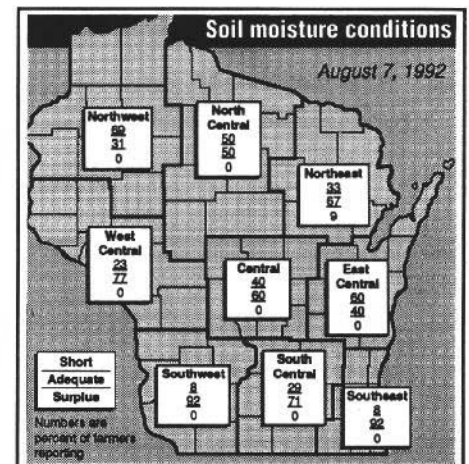 Soil moisture conditions
August 7, 1992
Northwest
69
31
0
North
Central
50
50
0
Northeast
33
67
9
West
Central
23
77
0
Central
40
60
0
East
Central
60
40
0
Southwest
8
92
0
South
Central
29
71
0
Southeast
8
92
0
Short
Adequate
Surplus
Numbers are
percent of farmers
reporting